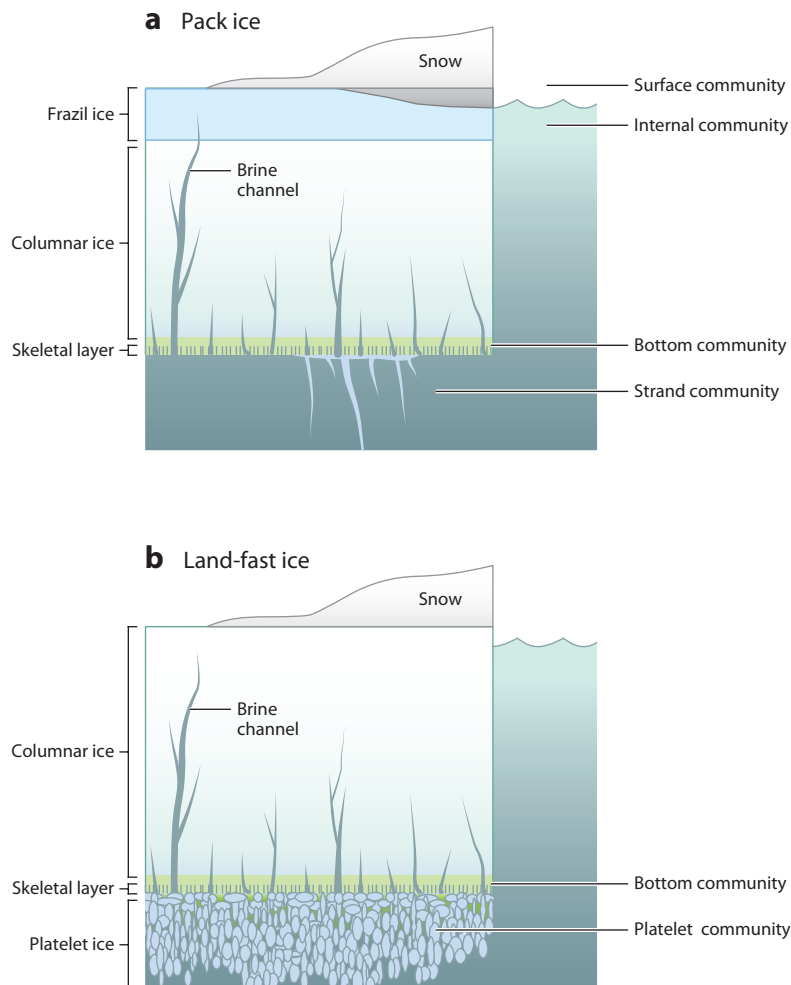 a Pack ice
Snow
Surface community
Frazil ice
Internal community
Brine
channel
Columnar ice
Skeletal layer
Bottom community
Strand community
b Land-fast ice
Snow
Brine
channel
Columnar ice
Skeletal layer
Bottom community
Platelet community
Platelet ice